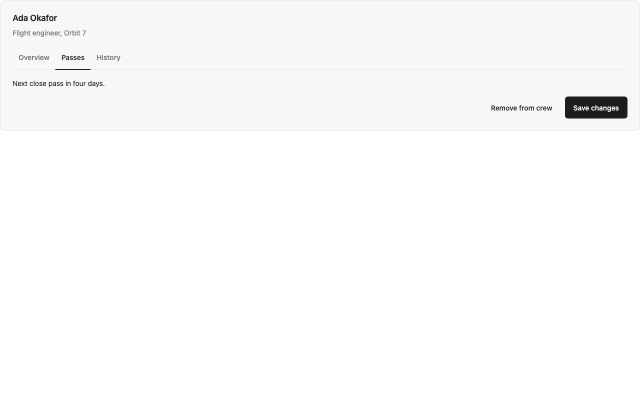 Ada Okafor
Flight engineer, Orbit 7
Overview Passes History
Next close pass in four days.
Remove from crew Save changes